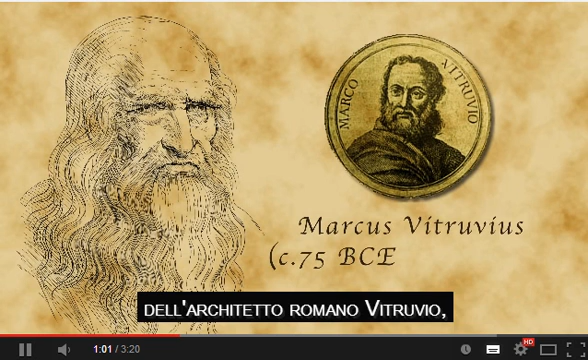 MARCO VITRUVIO
Marcus Vitruvius
(c.75 BCE
DELL'ARCHITETTO ROMANO VITRUVIO,
1:01 / 3:20
HD